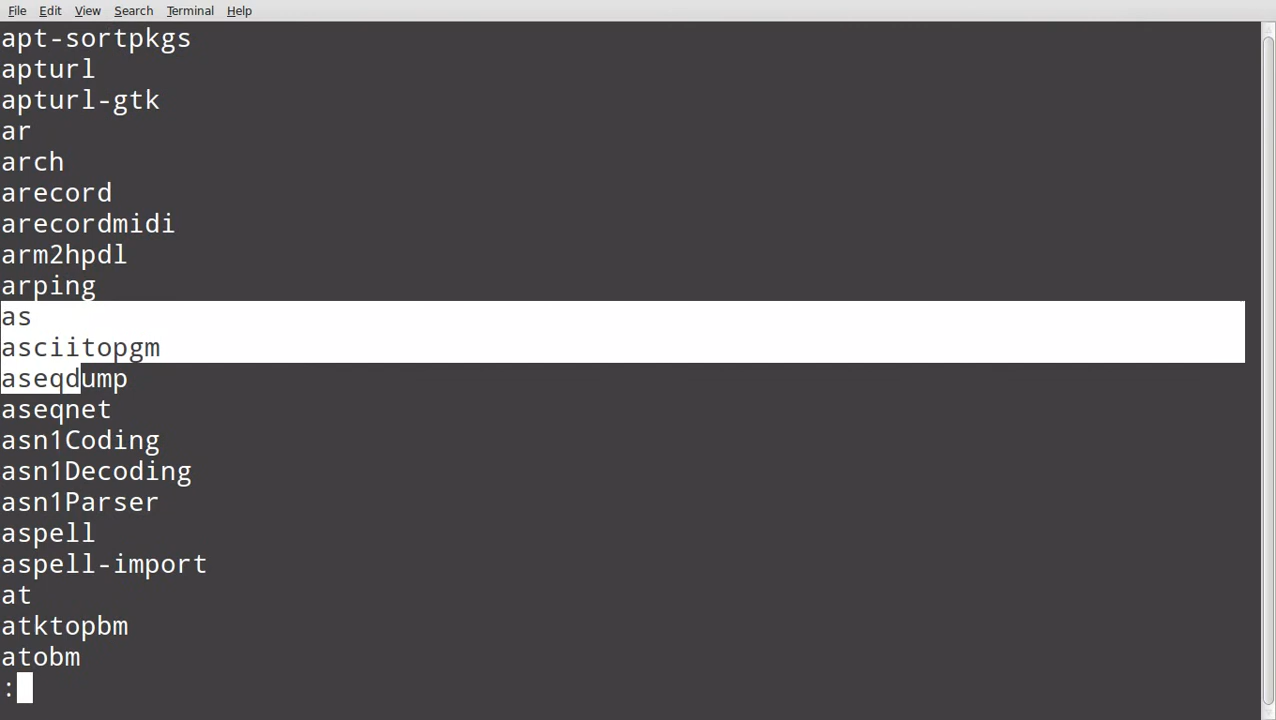 File Edit View Search Terminal Help
apt-sortpkgs
apturl
apturl-gtk
ar
arch
arecord
arecordmidi
arm2hpdl
arping
as
asciitopgm
aseqdump
aseqnet
asn1Coding
asn1Decoding
asn1Parser
aspell
aspell-import
at
atktopbm
atobm
: